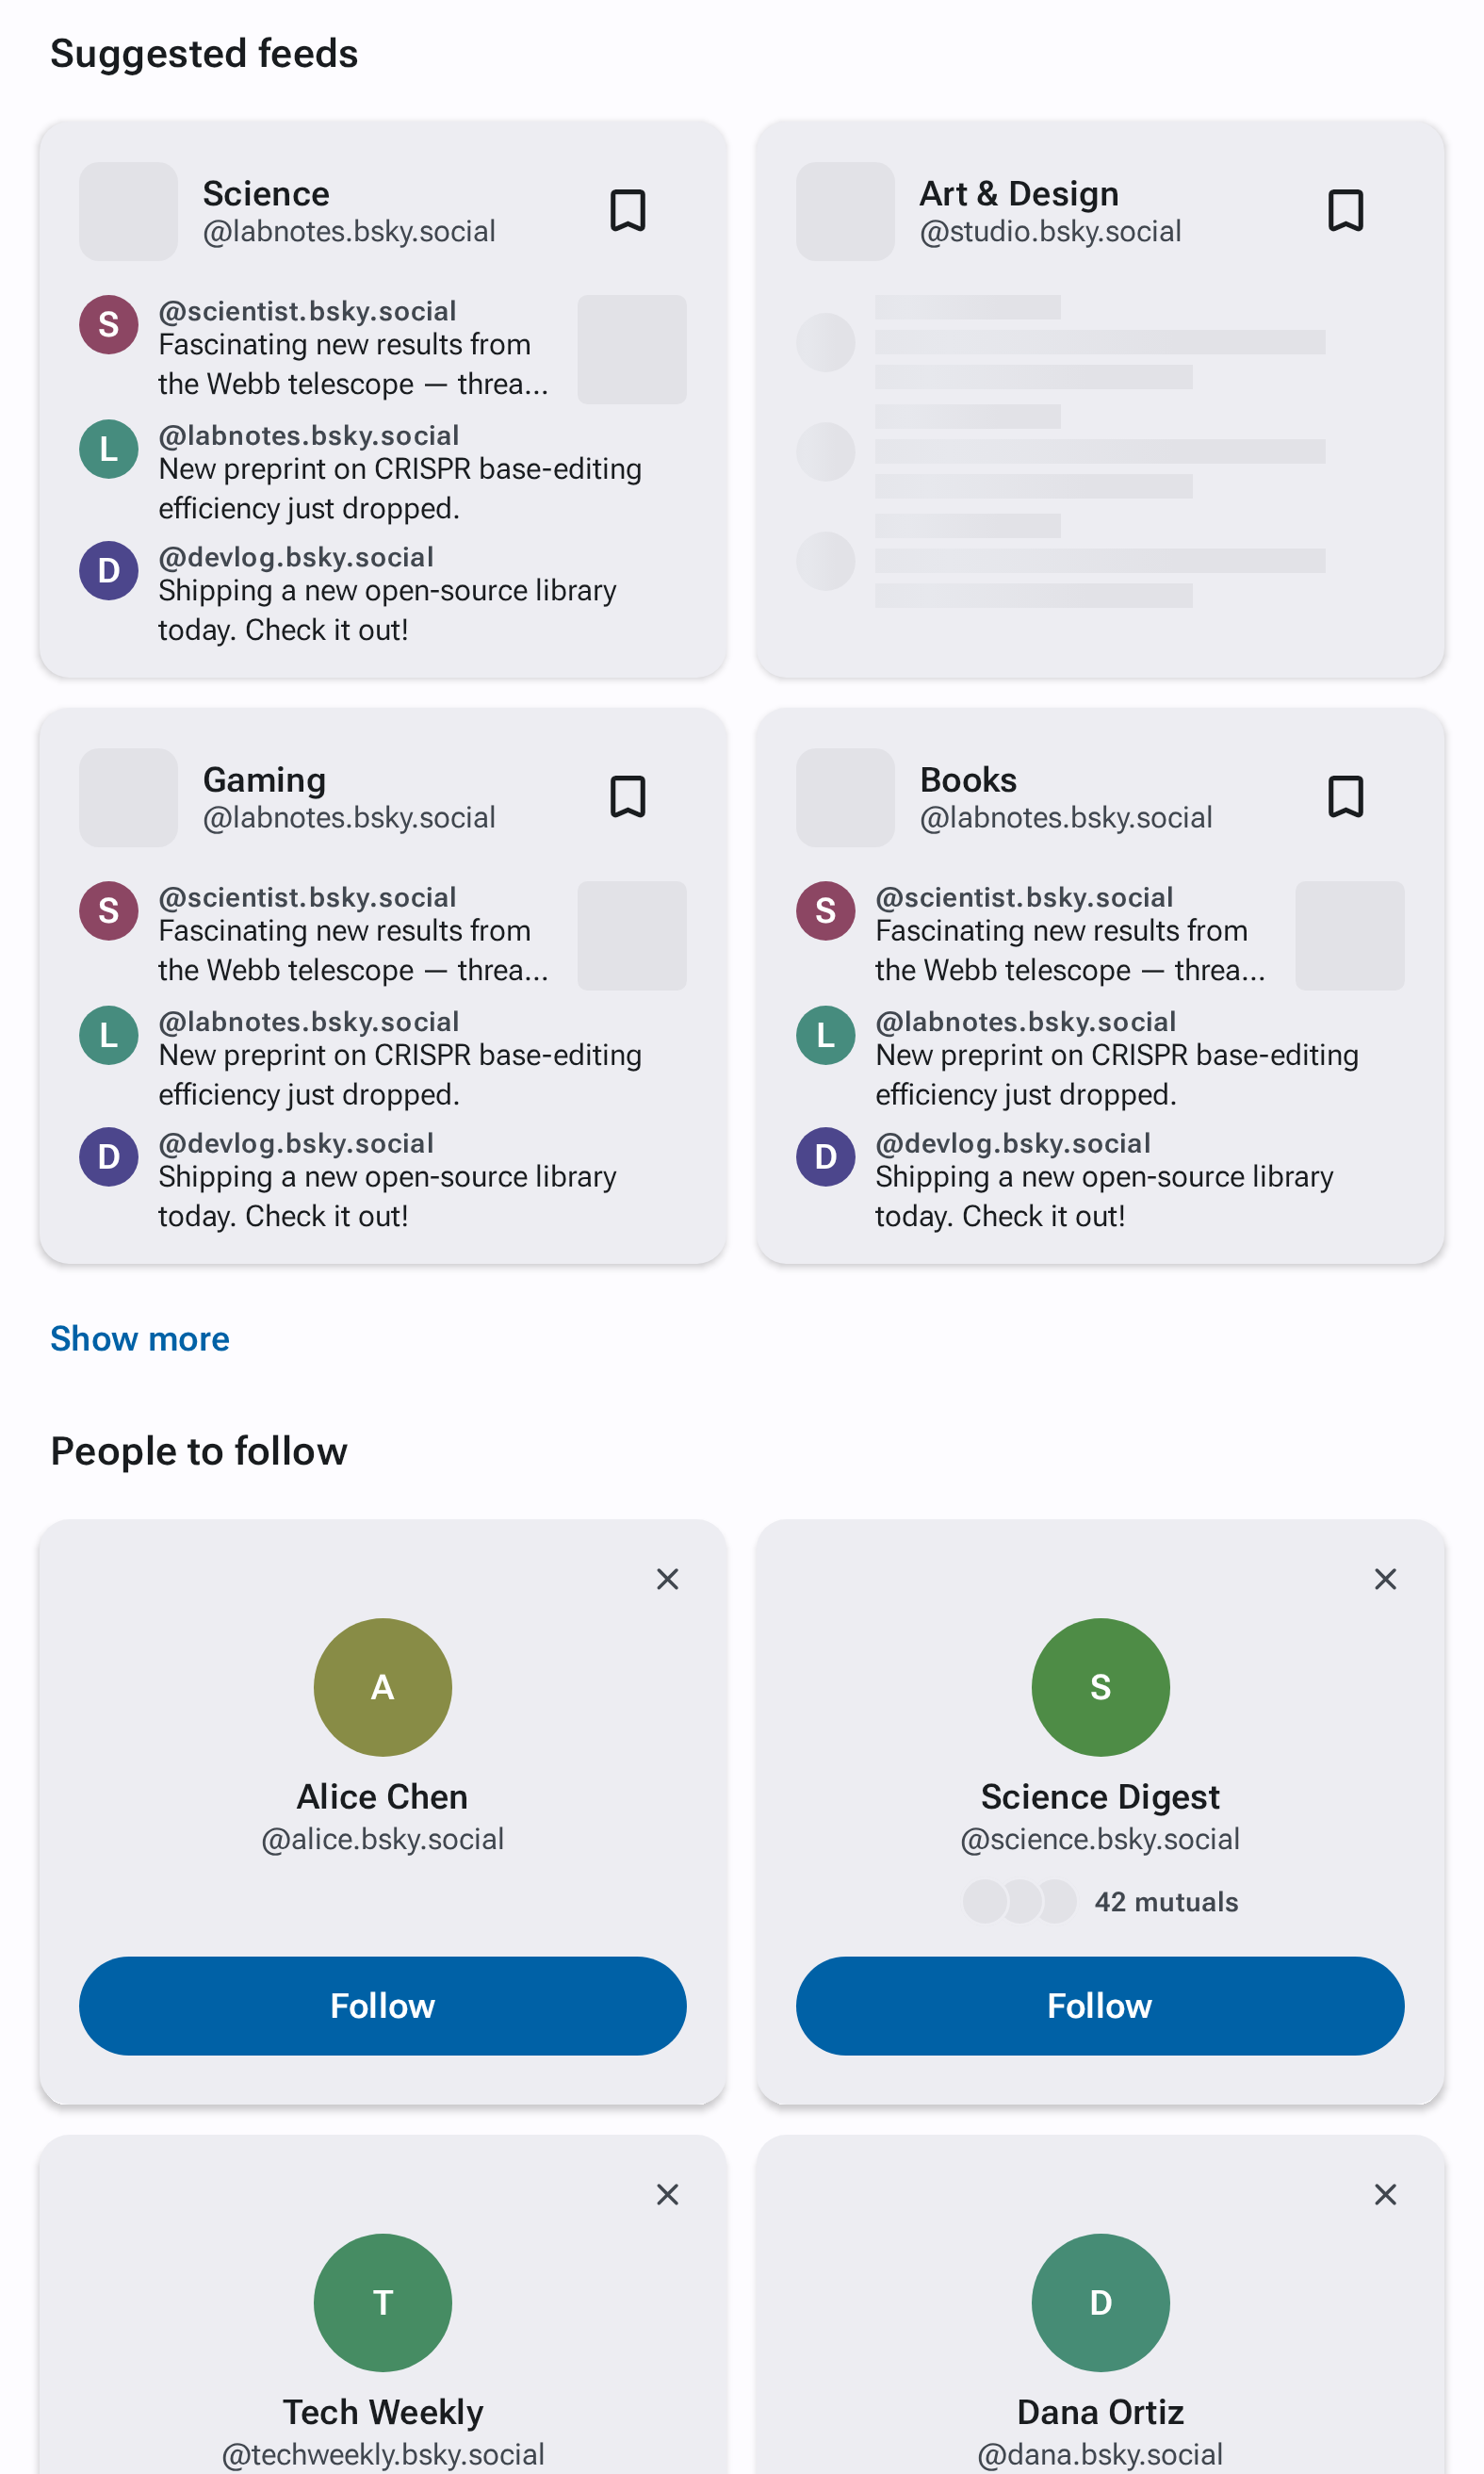 Suggested feeds
Science
@labnotes.bsky.social
S
@scientist.bsky.social
Fascinating new results from
the Webb telescope — threa...
L
@labnotes.bsky.social
New preprint on CRISPR base-editing
efficiency just dropped.
D
@devlog.bsky.social
Shipping a new open-source library
today. Check it out!
Art & Design
@studio.bsky.social
Gaming
@labnotes.bsky.social
S
@scientist.bsky.social
Fascinating new results from
the Webb telescope — threa...
L
@labnotes.bsky.social
New preprint on CRISPR base-editing
efficiency just dropped.
D
@devlog.bsky.social
Shipping a new open-source library
today. Check it out!
Books
@labnotes.bsky.social
S
@scientist.bsky.social
Fascinating new results from
the Webb telescope — threa...
L
@labnotes.bsky.social
New preprint on CRISPR base-editing
efficiency just dropped.
D
@devlog.bsky.social
Shipping a new open-source library
today. Check it out!
Show more
People to follow
A
Alice Chen
@alice.bsky.social
Follow
S
Science Digest
@science.bsky.social
42 mutuals
Follow
T
Tech Weekly
@techweekly.bsky.social
D
Dana Ortiz
@dana.bsky.social